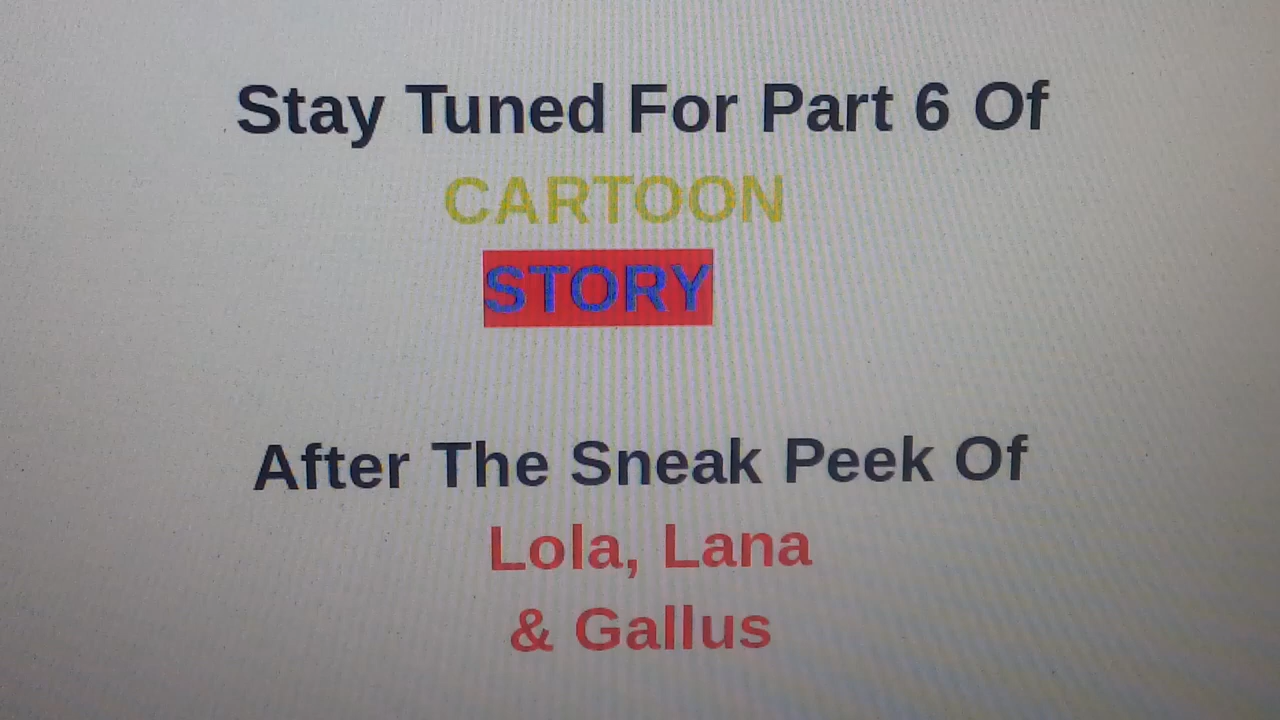 Stay Tuned For Part 6 Of
CARTOON
STORY
After The Sneak Peek Of
Lola, Lana
& Gallus